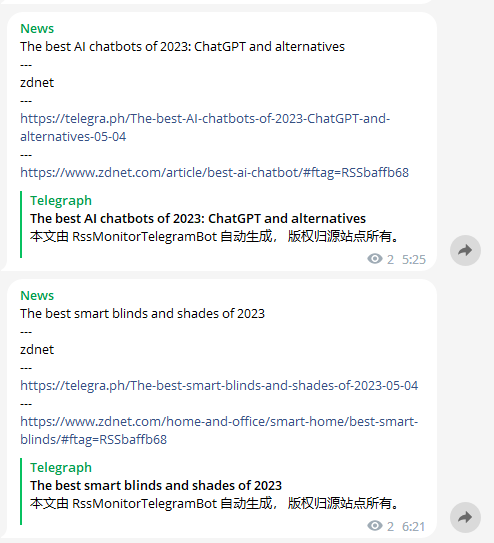 News
The best AI chatbots of 2023: ChatGPT and alternatives
---
zdnet
---
https://telegra.ph/The-best-AI-chatbots-of-2023-ChatGPT-and-
alternatives-05-04
---
https://www.zdnet.com/article/best-ai-chatbot/#ftag=RSSbaffb68
Telegraph
The best AI chatbots of 2023: ChatGPT and alternatives
本文由 RssMonitorTelegramBot 自动生成， 版权归源站点所有。
2 5:25
News
The best smart blinds and shades of 2023
---
zdnet
---
https://telegra.ph/The-best-smart-blinds-and-shades-of-2023-05-04
---
https://www.zdnet.com/home-and-office/smart-home/best-smart-
blinds/#ftag=RSSbaffb68
Telegraph
The best smart blinds and shades of 2023
本文由 RssMonitorTelegramBot 自动生成， 版权归源站点所有。
2 6:21